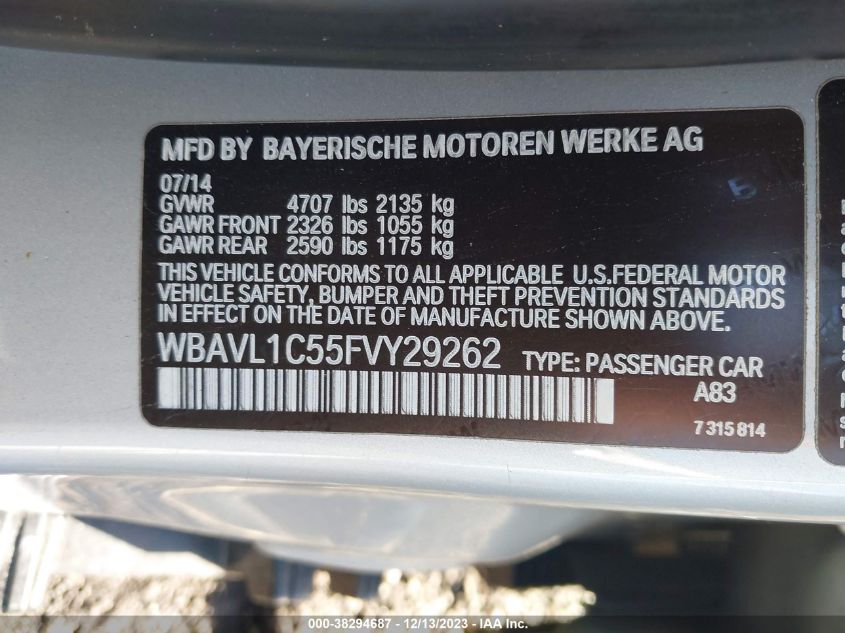 MFD BY BAYERISCHE MOTOREN WERKE AG
07/14
GVWR 4707 lbs 2135 kg
GAWR FRONT 2326 lbs 1055 kg
GAWR REAR 2590 lbs 1175 kg
THIS VEHICLE CONFORMS TO ALL APPLICABLE U.S.FEDERAL MOTOR
VEHICLE SAFETY, BUMPER AND THEFT PREVENTION STANDARDS
IN EFFECT ON THE DATE OF MANUFACTURE SHOWN ABOVE.
WBAVL1C55FVY29262 TYPE: PASSENGER CAR
A83
7 315 814
000-38294687 - 12/13/2023 - IAA Inc.